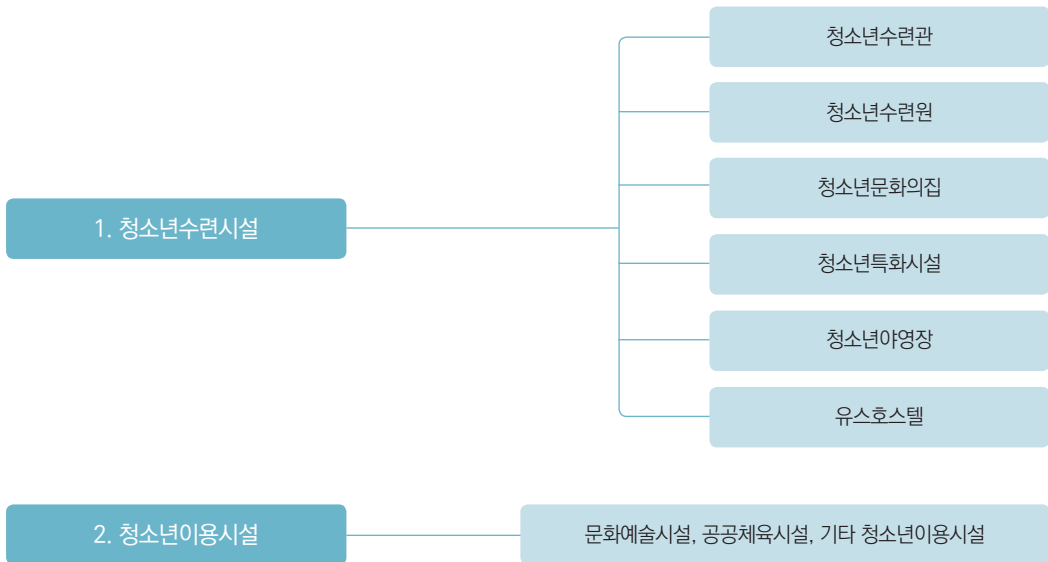 청소년수련관
청소년수련원
청소년문화의집
1. 청소년수련시설
청소년특화시설
청소년야영장
유스호스텔
2. 청소년이용시설
문화예술시설, 공공체육시설, 기타 청소년이용시설